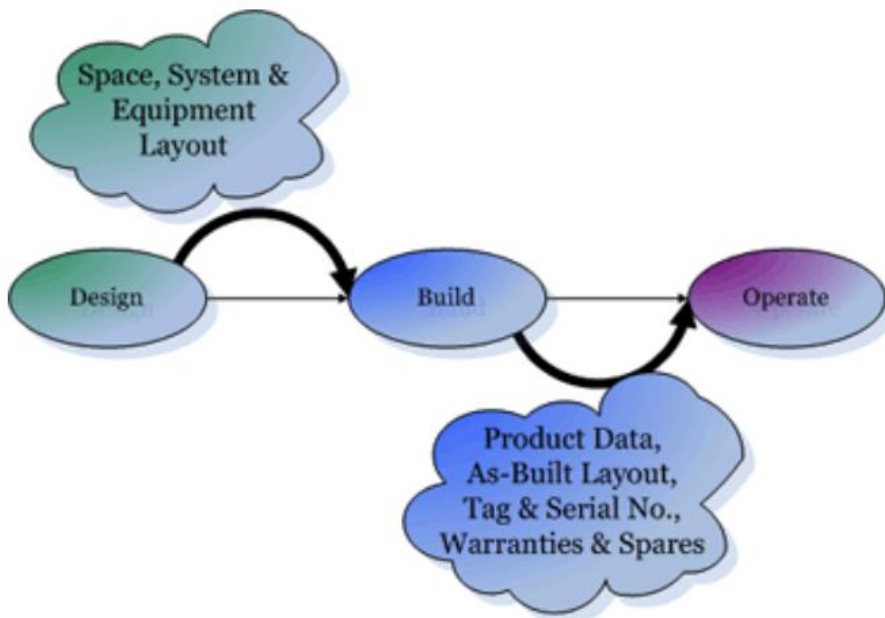 Space, System &
Equipment
Layout
Design
Build
Operate
Product Data,
As-Built Layout,
Tag & Serial No.,
Warranties & Spares